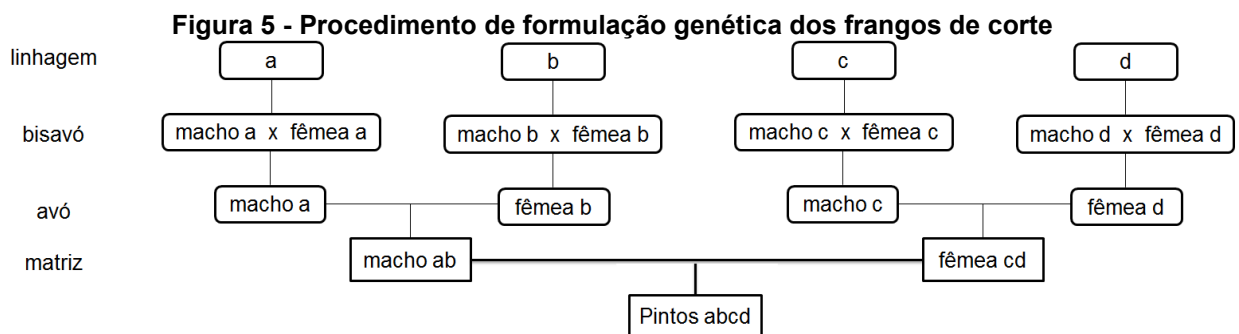 Figura 5 - Procedimento de formulação genética dos frangos de corte
linhagem a b c d
bisavó macho a x fêmea a macho b x fêmea b macho c x fêmea c macho d x fêmea d
avó macho a fêmea b macho c fêmea d
matriz macho ab fêmea cd
Pintos abcd